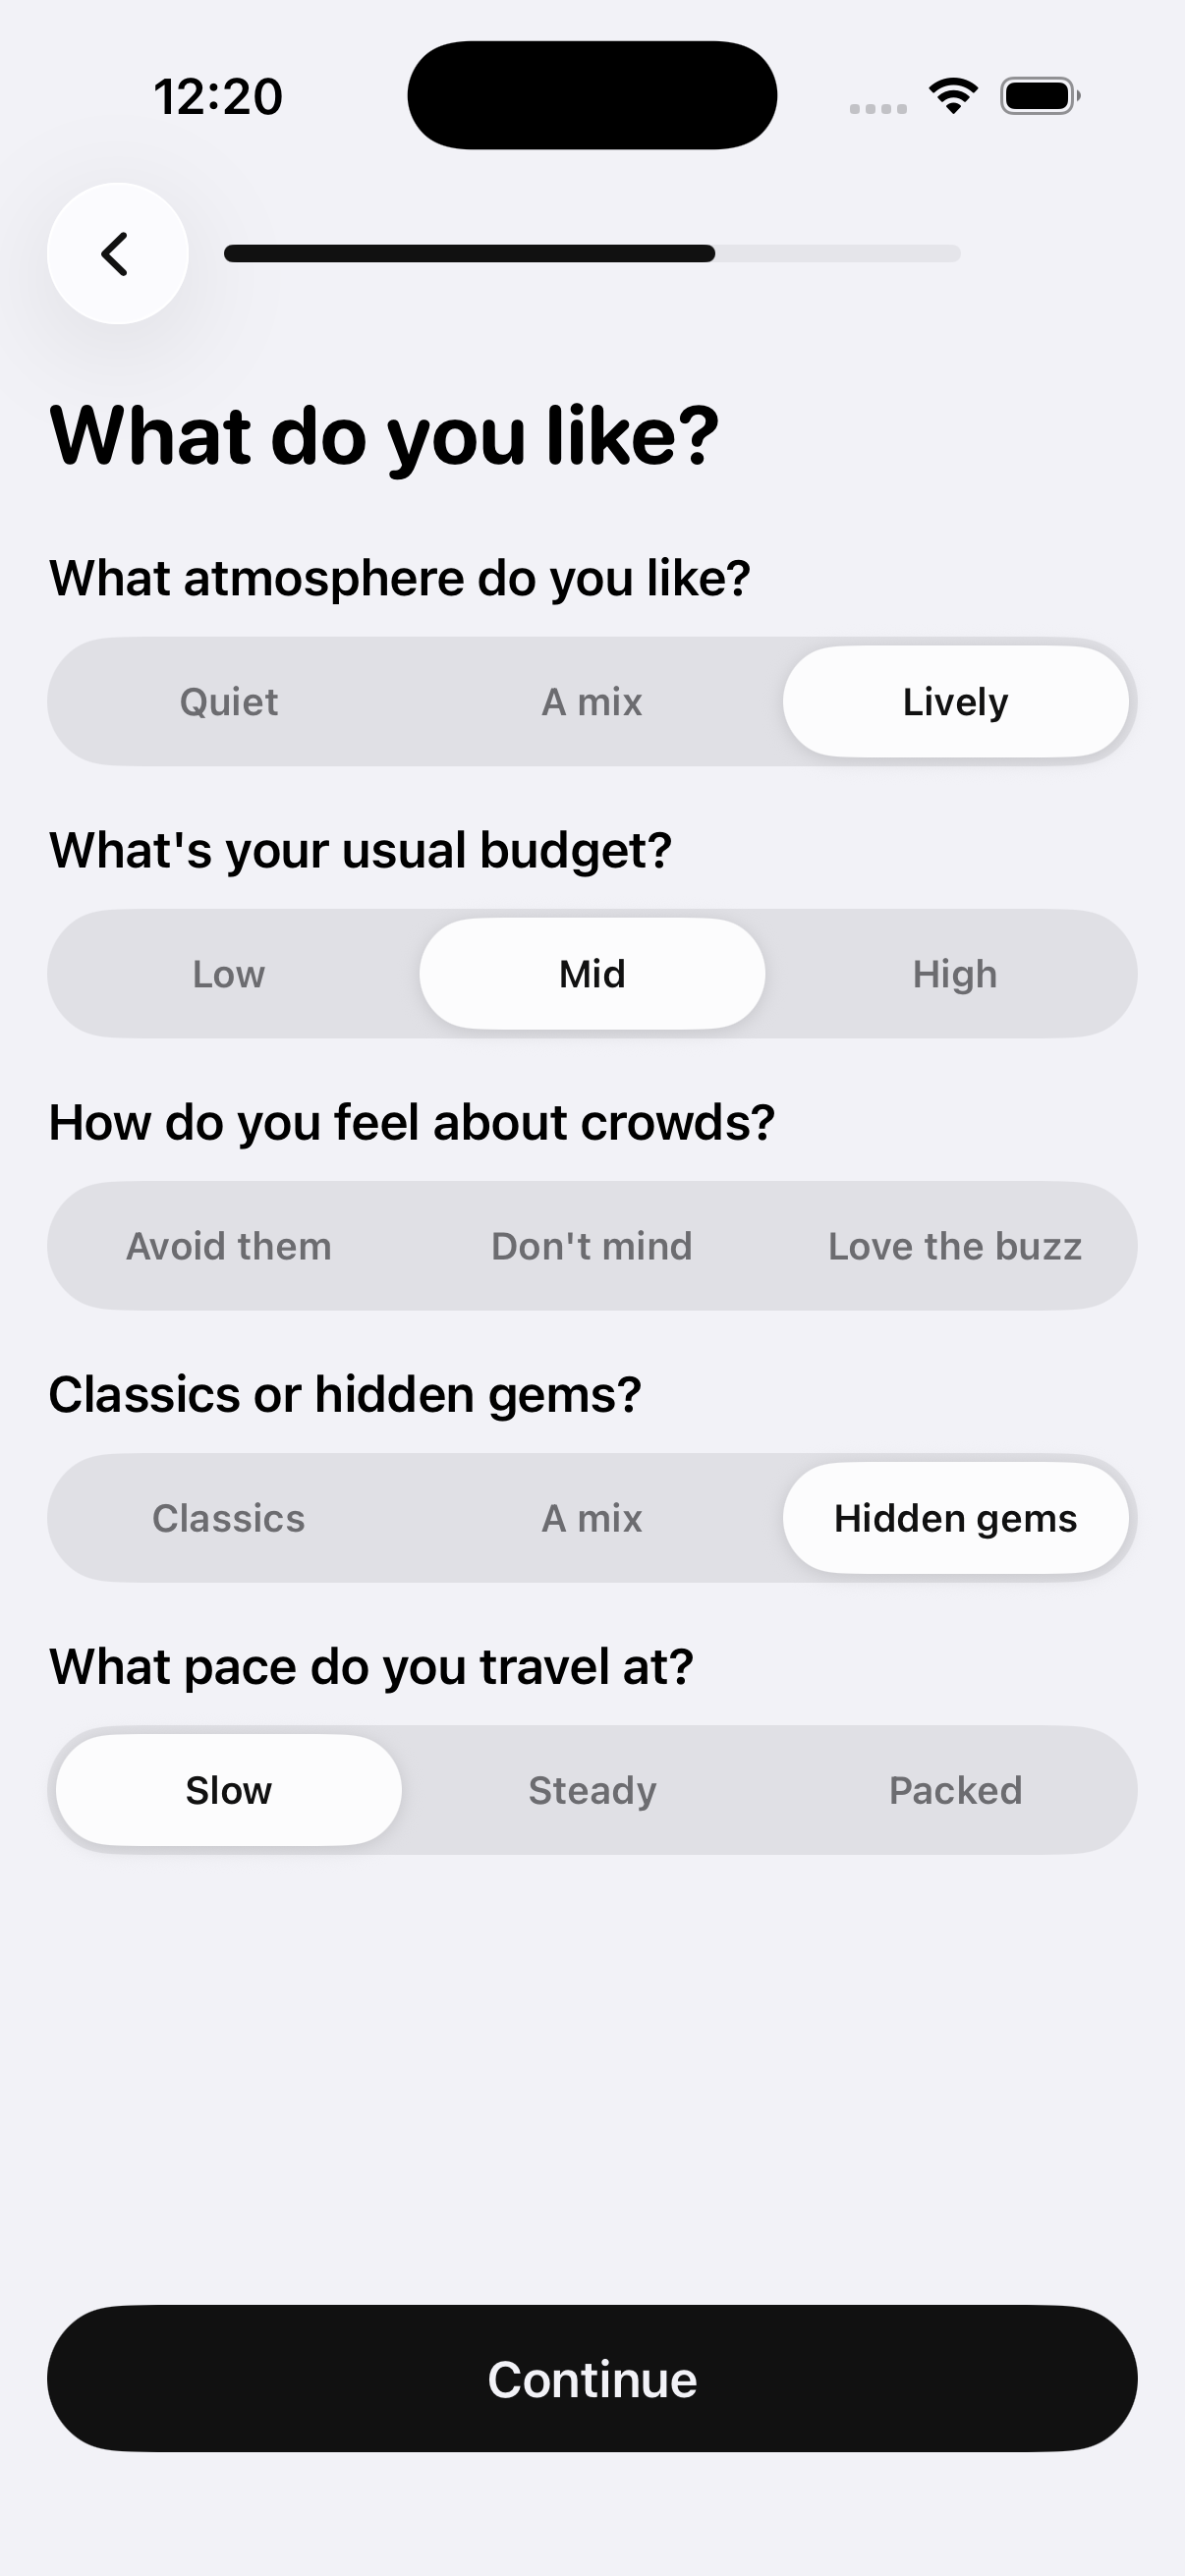 12:20
What do you like?
What atmosphere do you like?
Quiet A mix Lively
What's your usual budget?
Low Mid High
How do you feel about crowds?
Avoid them Don't mind Love the buzz
Classics or hidden gems?
Classics A mix Hidden gems
What pace do you travel at?
Slow Steady Packed
Continue